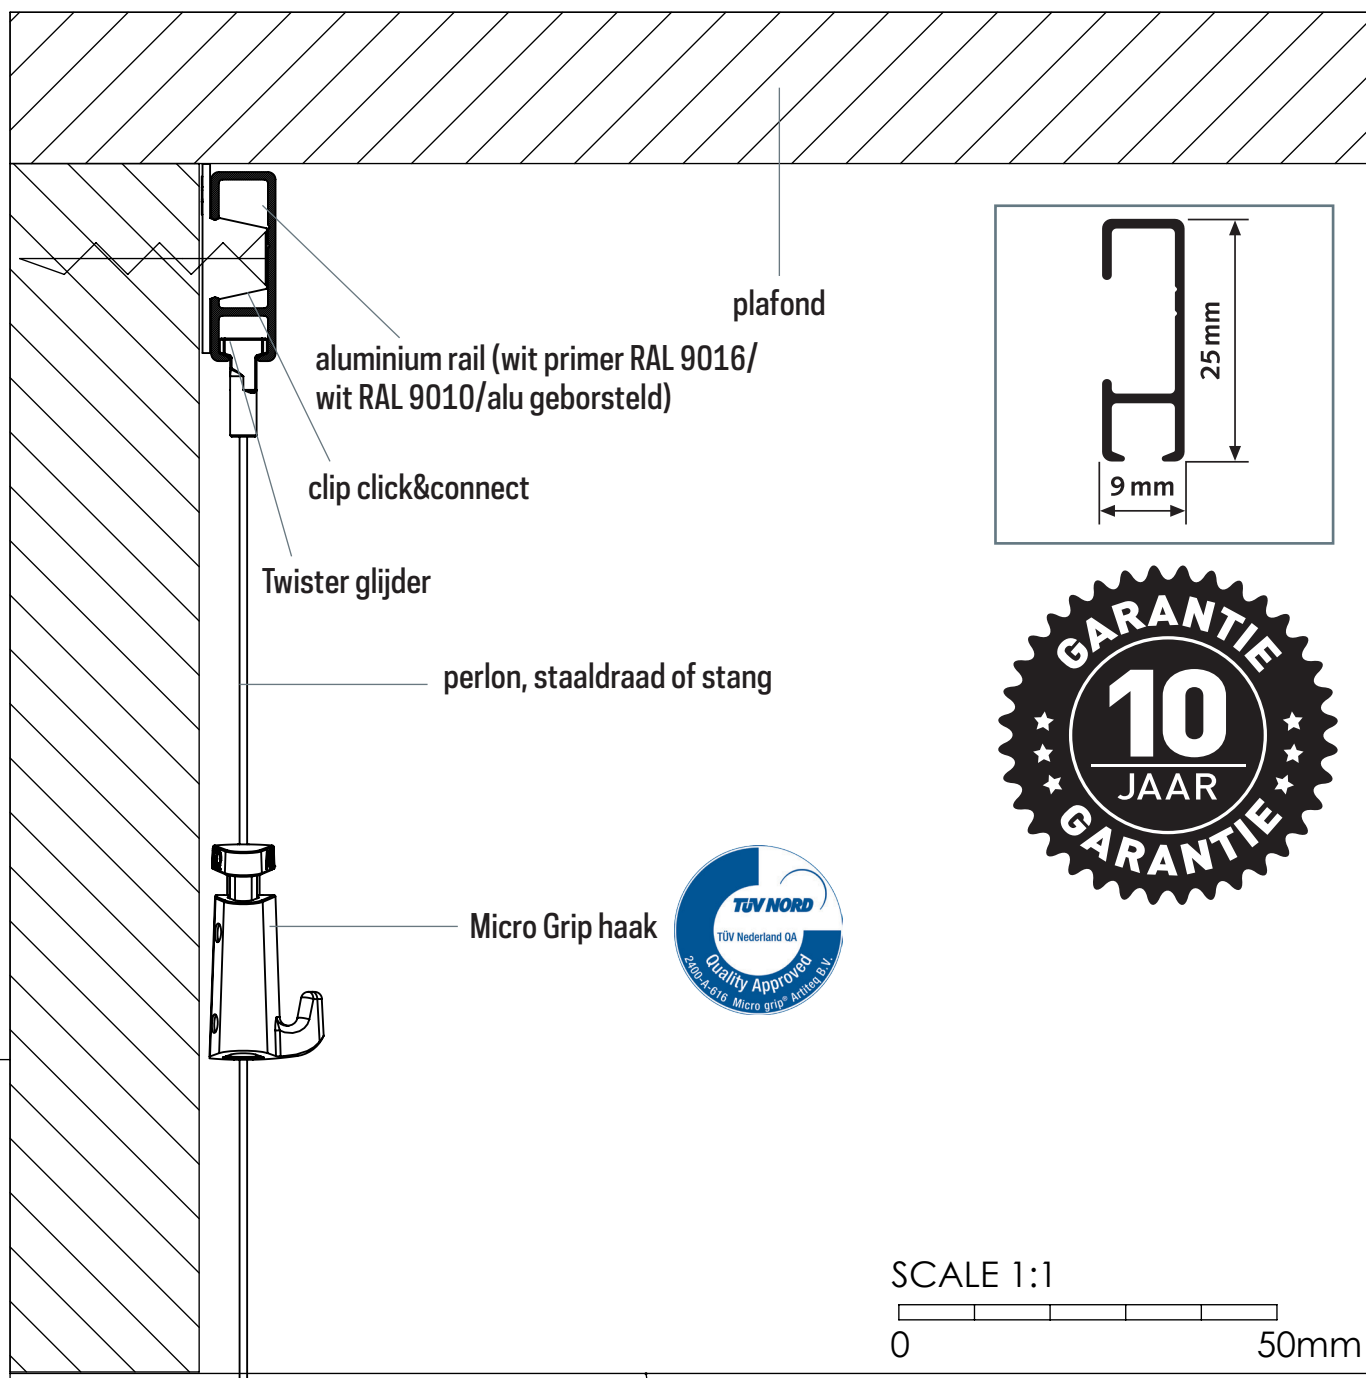 plafond
aluminium rail (wit primer RAL 9016/
wit RAL 9010/alu geborsteld)
clip click&connect
Twister glijder
perlon, staaldraad of stang
Micro Grip haak
25 mm
9 mm
GARANTIE
10
JAAR
GARANTIE
TÜV NORD
TÜV Nederland QA
Quality Approved
2400-A-616 Micro grip® Artiteq B.V.
SCALE 1:1
0 50mm